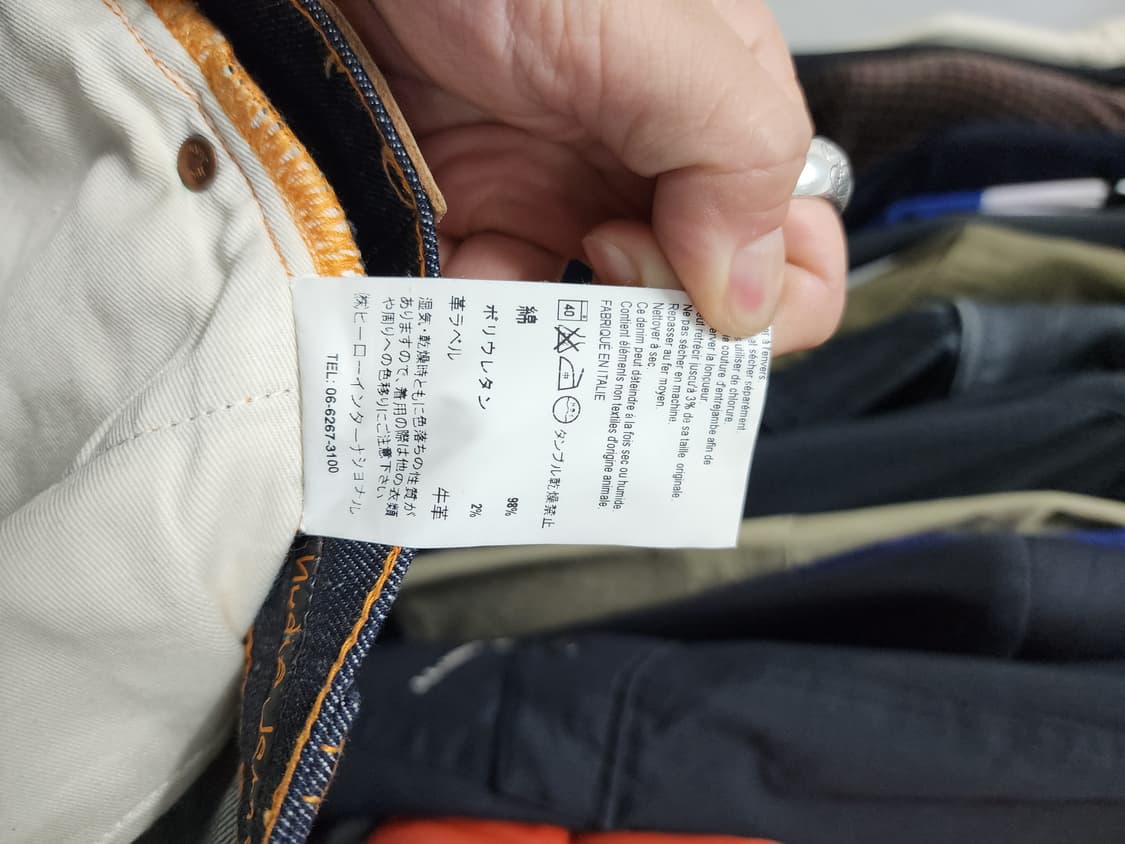 r à l'envers
et sécher séparément.
utiliser de chlorure.
la couture d'entrejambe afin de
erver la longueur.
ut rétrécir jusqu'à 3% de sa taille originale.
Ne pas sécher en machine.
Repasser au fer moyen.
Nettoyer à sec.
Ce denim peut déteindre à la fois sec ou humide.
Contient éléments non textiles d'origine animale.
FABRIQUÉ EN ITALIE
40 タンブル乾燥禁止
綿 98%
ポリウレタン 2%
革ラベル 牛革
湿気、乾燥時ともに色落ちの性質が
ありますので、着用の際は他の衣類
や周りへの色移りにご注意下さい
㈱ヒーローインターナショナル
TEL: 06-6267-3100
nudie jea